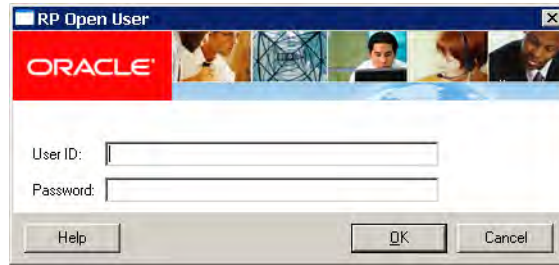 RP Open User
ORACLE'
User ID:
Password:
Help
OK
Cancel